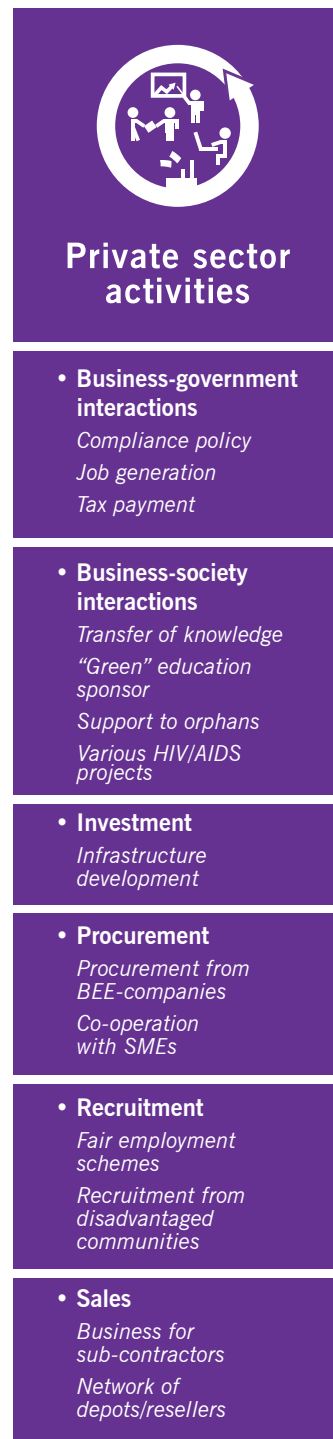 Private sector
activities
• Business-government
interactions
Compliance policy
Job generation
Tax payment
• Business-society
interactions
Transfer of knowledge
“Green” education
sponsor
Support to orphans
Various HIV/AIDS
projects
• Investment
Infrastructure
development
• Procurement
Procurement from
BEE-companies
Co-operation
with SMEs
• Recruitment
Fair employment
schemes
Recruitment from
disadvantaged
communities
• Sales
Business for
sub-contractors
Network of
depots/resellers